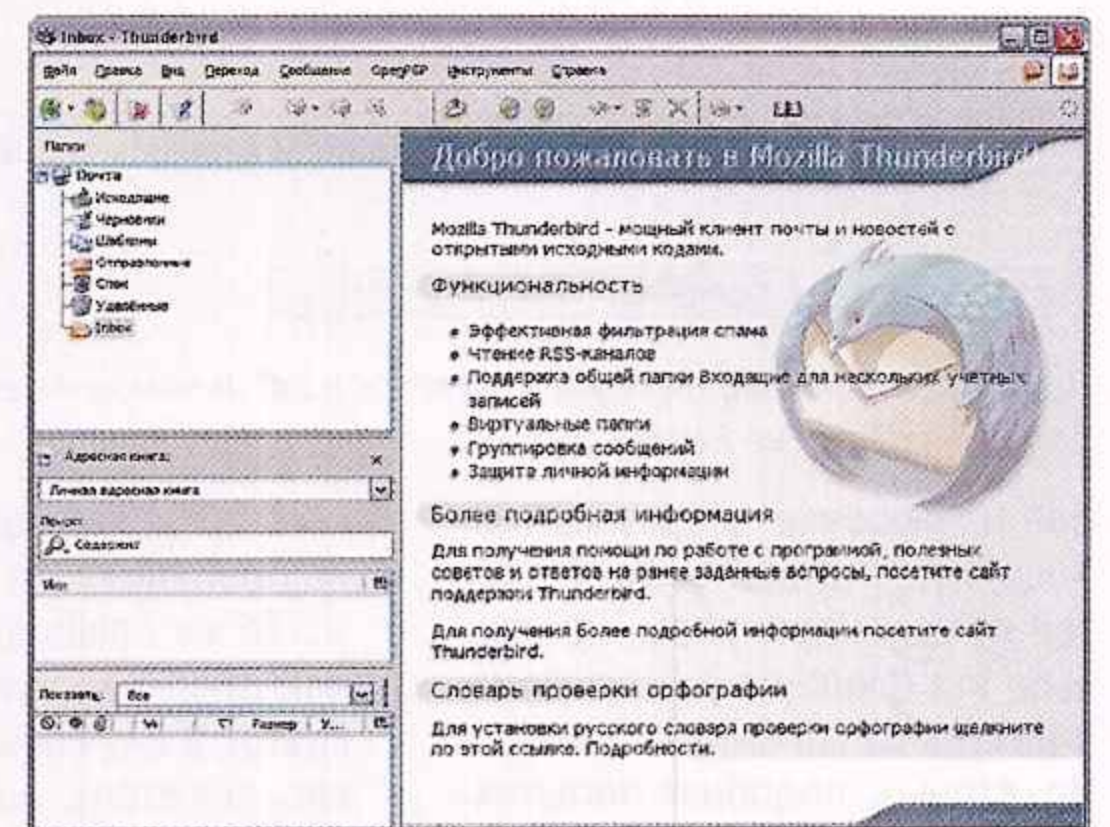 Inbox - Thunderbird
Файл Правка Вид Переход Сообщение OpenPGP Инструменты Справка
Папки
Почта
Исходящие
Черновики
Шаблоны
Отправленные
Спам
Удалённые
Inbox
Адресная книга:
Личная адресная книга
Поиск:
Содержит
Имя
Показать: Все
Размер У...
Добро пожаловать в Mozilla Thunderbird
Mozilla Thunderbird - мощный клиент почты и новостей с
открытыми исходными кодами.
Функциональность
Эффективная фильтрация спама
Чтение RSS-каналов
Поддержка общей папки Входящие для нескольких учетных
записей
Виртуальные папки
Группировка сообщений
Защита личной информации
Более подробная информация
Для получения помощи по работе с программой, полезных
советов и ответов на ранее заданные вопросы, посетите сайт
поддержки Thunderbird.
Для получения более подробной информации посетите сайт
Thunderbird.
Словарь проверки орфографии
Для установки русского словаря проверки орфографии щелкните
по этой ссылке. Подробности.